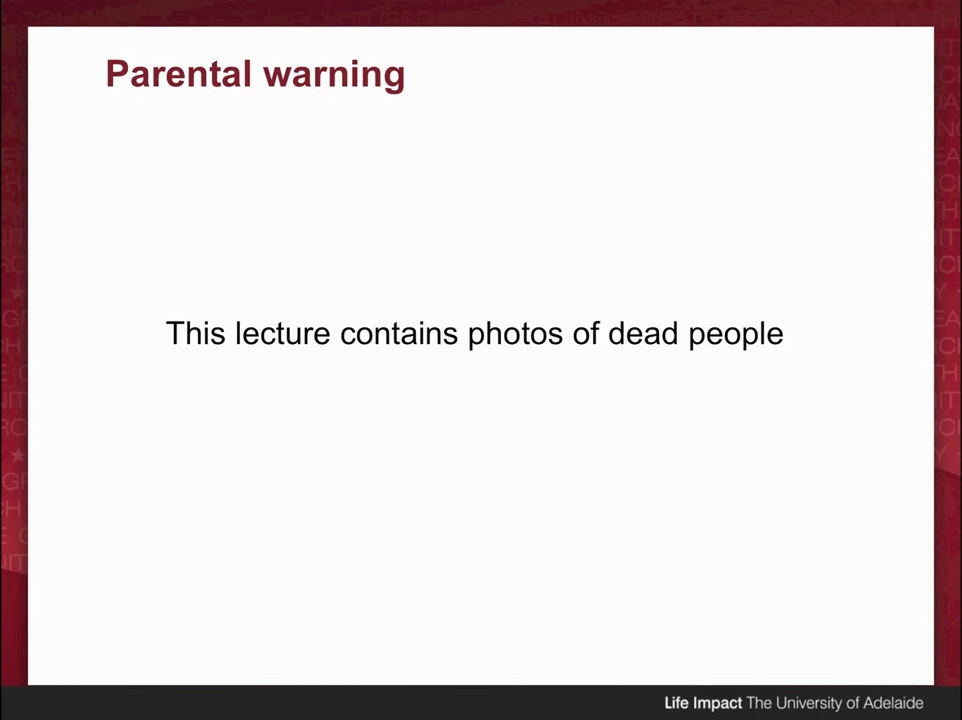 Parental warning
This lecture contains photos of dead people
Life Impact The University of Adelaide